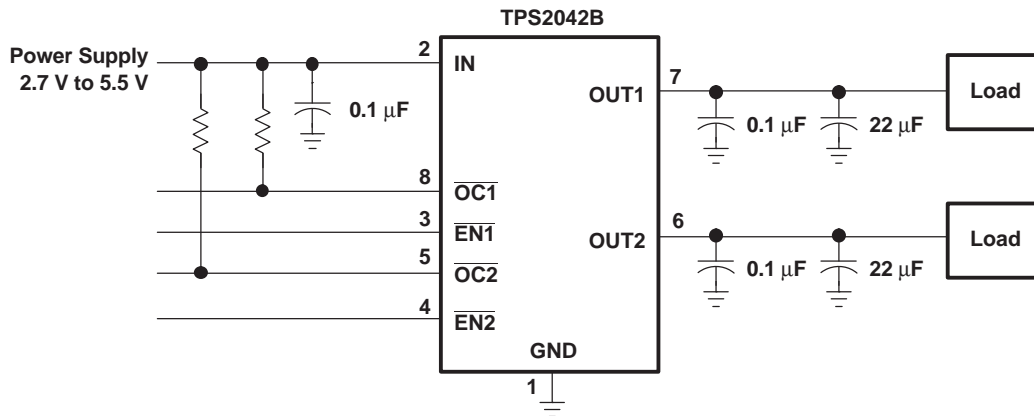 TPS2042B
Power Supply
2.7 V to 5.5 V
2
IN
0.1 μF
8
OC1
3
EN1
5
OC2
4
EN2
GND
1
OUT1
7
0.1 μF
22 μF
Load
OUT2
6
0.1 μF
22 μF
Load